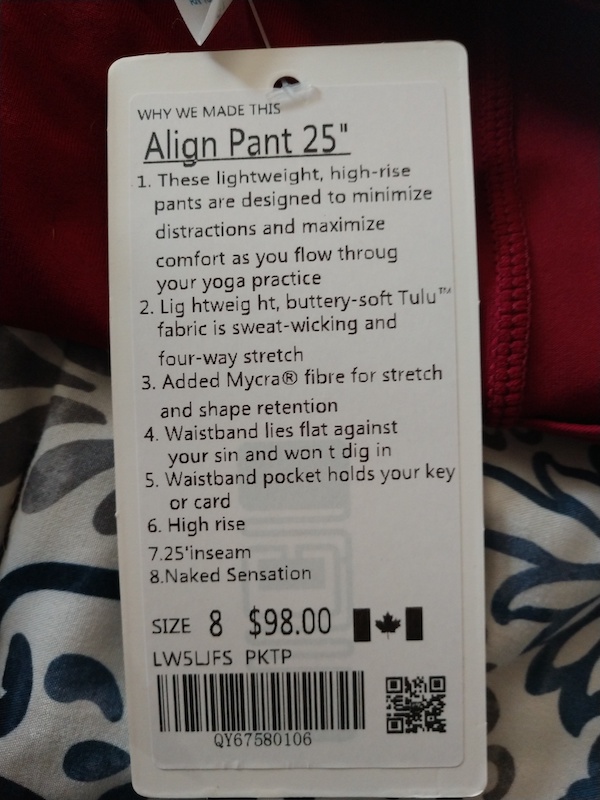 WHY WE MADE THIS
Align Pant 25"
1. These lightweight, high-rise
pants are designed to minimize
distractions and maximize
comfort as you flow throug
your yoga practice
2. Lig htweig ht, buttery-soft Tulu™
fabric is sweat-wicking and
four-way stretch
3. Added Mycra® fibre for stretch
and shape retention
4. Waistband lies flat against
your sin and won t dig in
5. Waistband pocket holds your key
or card
6. High rise
7.25'inseam
8.Naked Sensation
SIZE 8 $98.00
LW5LJFS PKTP
QY67580106